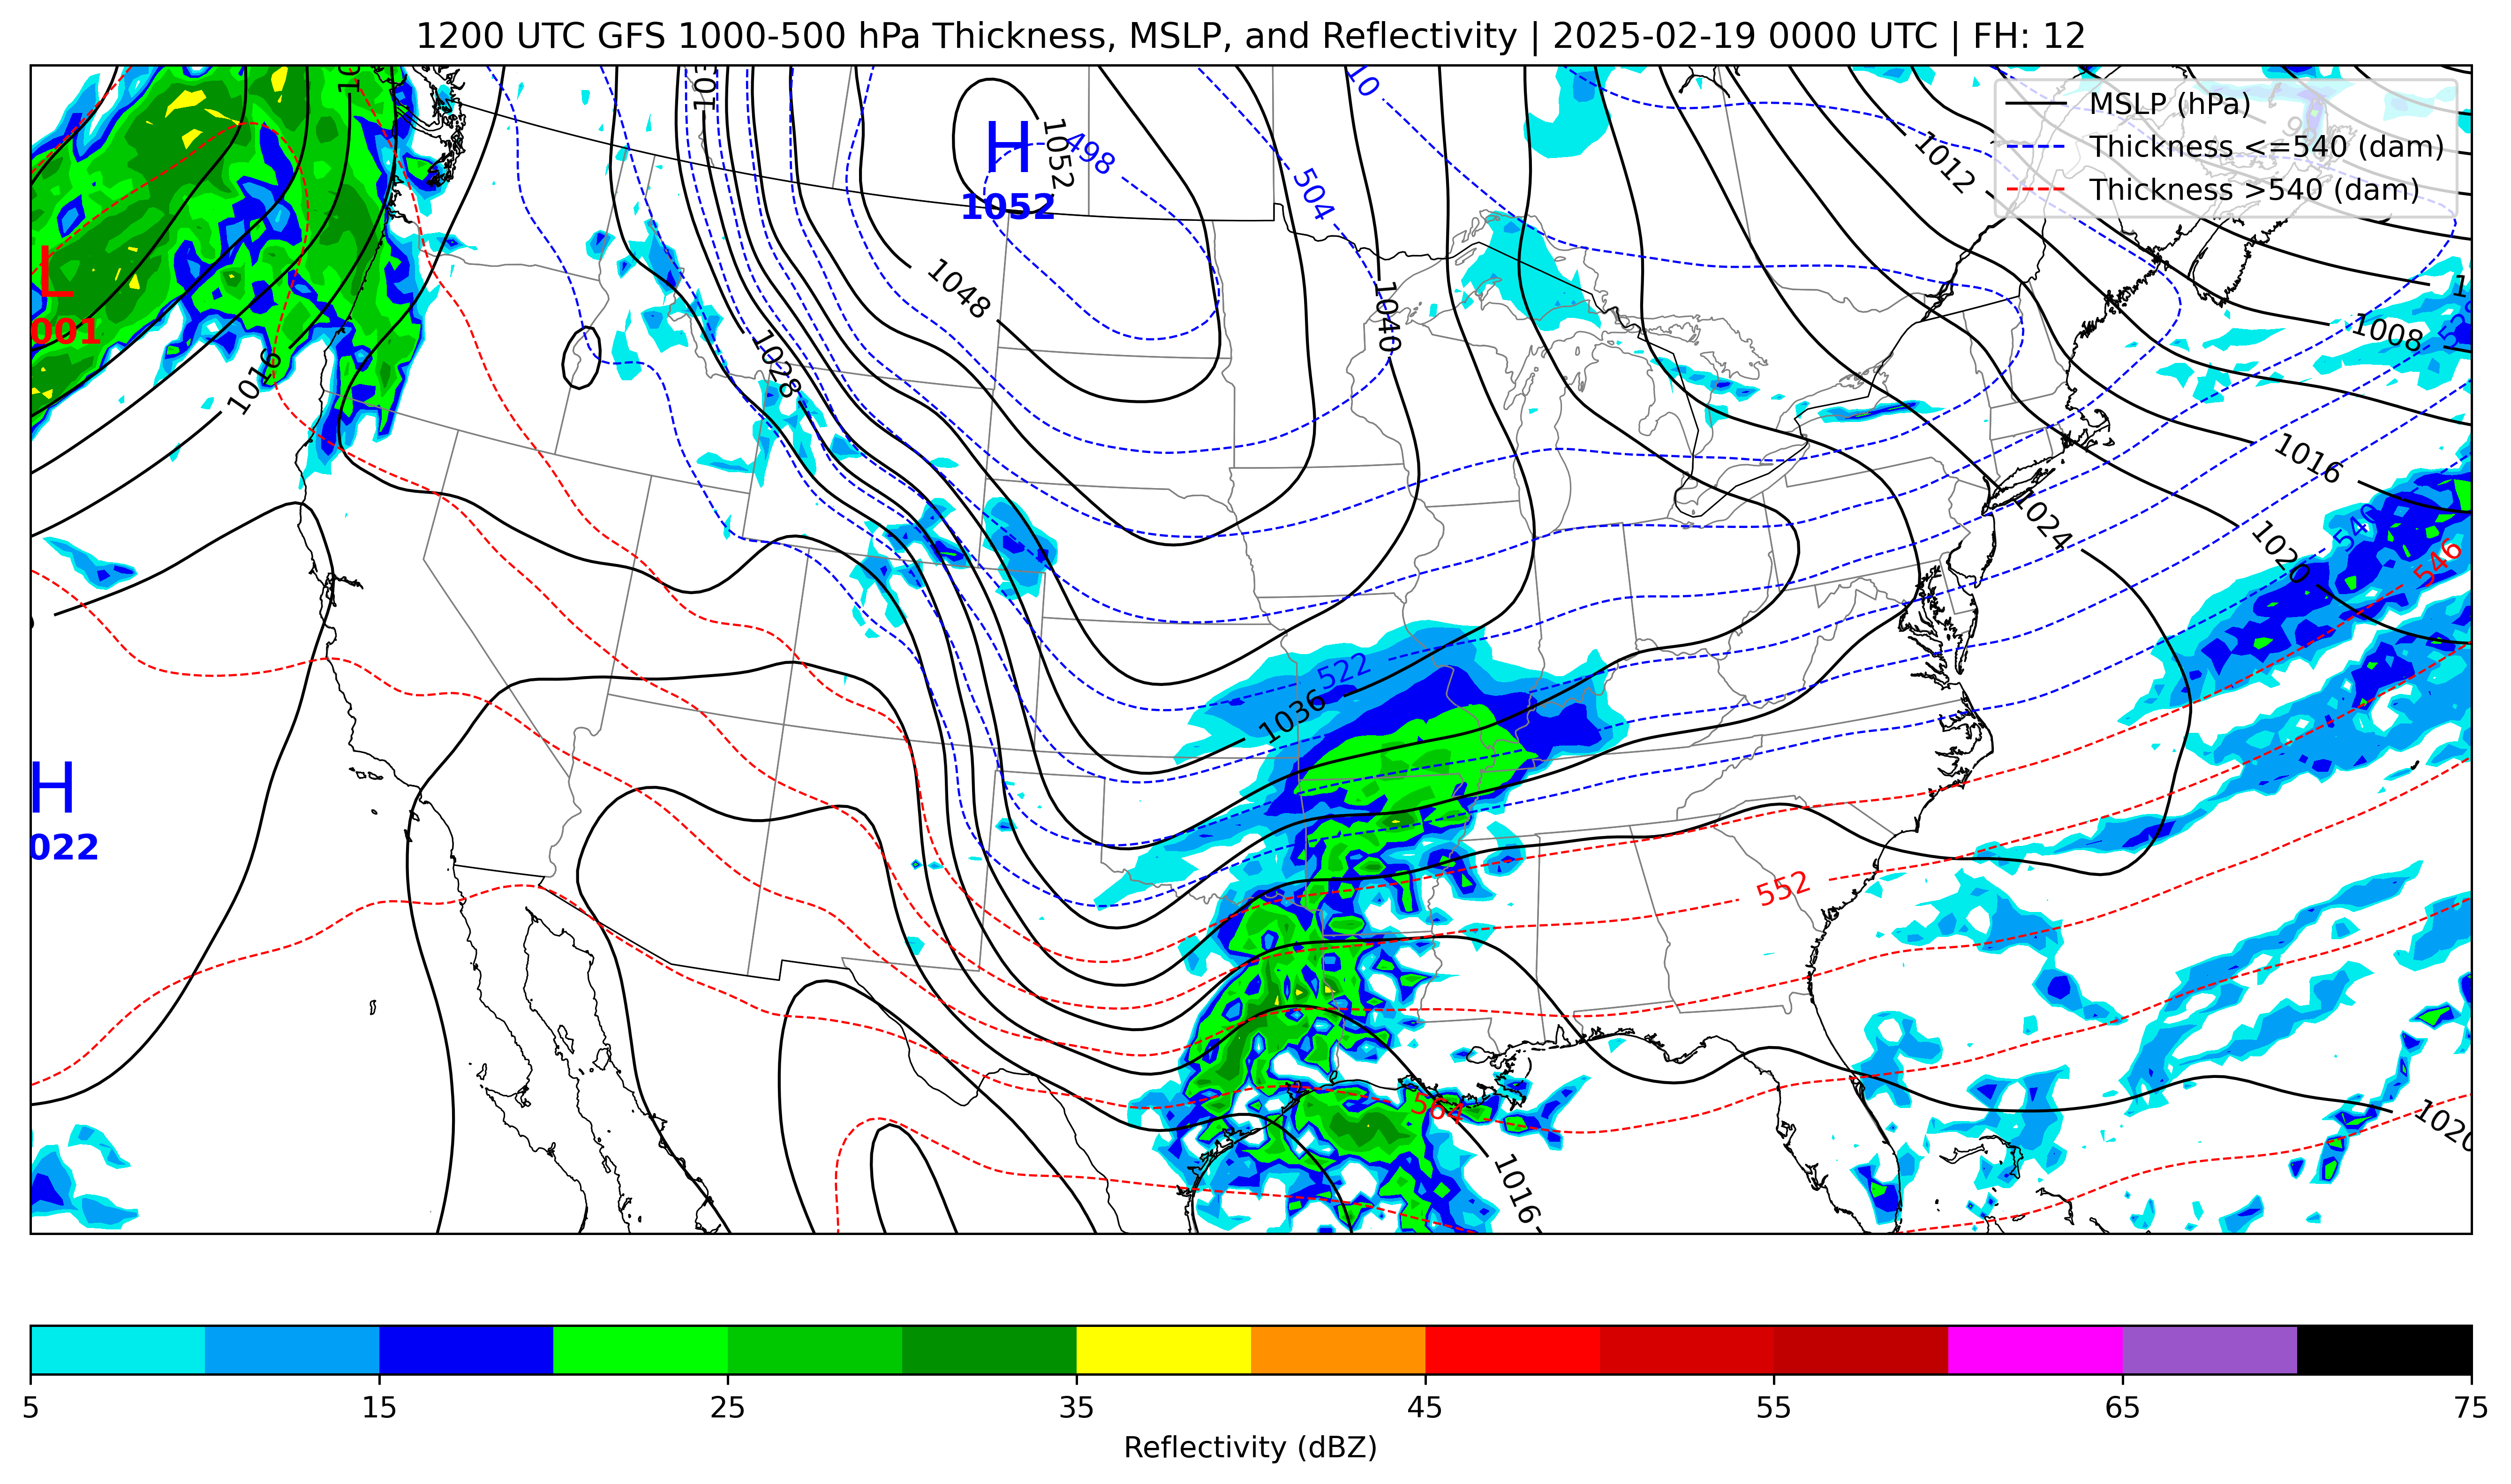 1200 UTC GFS 1000-500 hPa Thickness, MSLP, and Reflectivity | 2025-02-19 0000 UTC | FH: 12
MSLP (hPa)
Thickness <=540 (dam)
Thickness >540 (dam)
10
H
1052
1052
498
504
1012
L
001
1048
1040
1008
1016
1028
1016
1024
1020
540
546
522
1036
H
022
552
564
1016
1020
5 15 25 35 45 55 65 75
Reflectivity (dBZ)